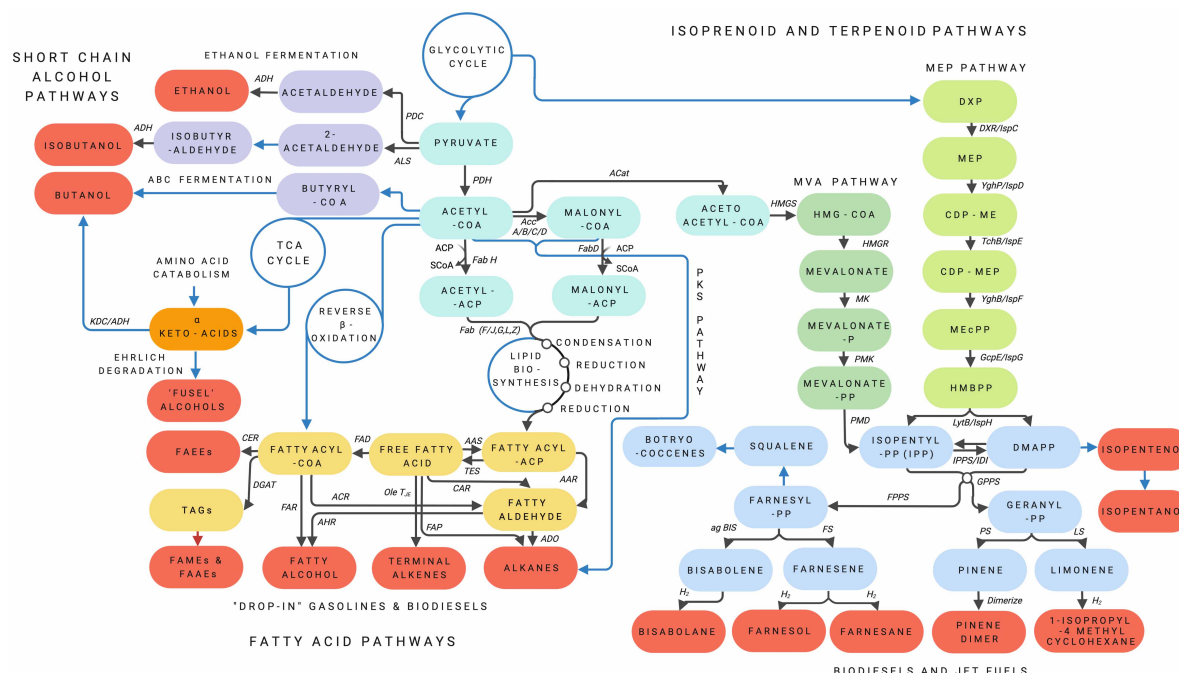 ISOPRENOID AND TERPENOID PATHWAYS
SHORT CHAIN
ALCOHOL
PATHWAYS
ETHANOL FERMENTATION
GLYCOLYTIC
CYCLE
MEP PATHWAY
ETHANOL
ADH
ACETALDEHYDE
PDC
DXP
DXR/IspC
ISOBUTANOL
ADH
ISOBUTYR
-ALDEHYDE
2-
ACETALDEHYDE
ALS
PYRUVATE
PDH
MEP
YghP/IspD
BUTANOL
ABC FERMENTATION
BUTYRYL
-COA
ACat
MVA PATHWAY
ACETYL
-COA
Acc
A/B/C/D
MALONYL
-COA
ACETO
ACETYL-COA
HMGS
HMG-COA
HMGR
CDP-ME
TchB/IspE
TCA
CYCLE
ACP
SCoA
Fab H
FabD
ACP
SCoA
MEVALONATE
MK
CDP-MEP
YghB/IspF
AMINO ACID
CATABOLISM
ACETYL-
-ACP
MALONYL
-ACP
PKS PATHWAY
KDC/ADH
α
KETO-ACIDS
REVERSE
β-
OXIDATION
Fab (F/J,G,L,Z)
MEVALONATE
-P
PMK
MEcPP
GcpE/IspG
CONDENSATION
REDUCTION
DEHYDRATION
REDUCTION
LIPID
BIO-
SYNTHESIS
EHRLICH
DEGRADATION
'FUSEL'
ALCOHOLS
MEVALONATE
-PP
PMD
HMBPP
LytB/IspH
FAEEs
CER
FATTY ACYL
-COA
FAD
FREE FATTY
ACID
AAS
TES
FATTY ACYL
-ACP
BOTRYO
-COCCENES
SQUALENE
ISOPENTYL
-PP (IPP)
IPPS/IDI
DMAPP
ISOPENTENO
DGAT
ACR
CAR
AAR
TAGs
FAR
AHR
Ole TJE
FAP
FATTY
ALDEHYDE
ADO
FARNESYL
-PP
FPPS
GPPS
GERANYL
-PP
ISOPENTANO
ag BIS
FS
PS
LS
FAMEs &
FAAEs
FATTY
ALCOHOL
TERMINAL
ALKENES
ALKANES
BISABOLENE
FARNESENE
PINENE
LIMONENE
H2
H2
H2
Dimerize
H2
"DROP-IN" GASOLINES & BIODIESELS
BISABOLANE
FARNESOL
FARNESANE
PINENE
DIMER
1-ISOPROPYL
-4 METHYL
CYCLOHEXANE
FATTY ACID PATHWAYS
BIODIESELS AND JET FUELS